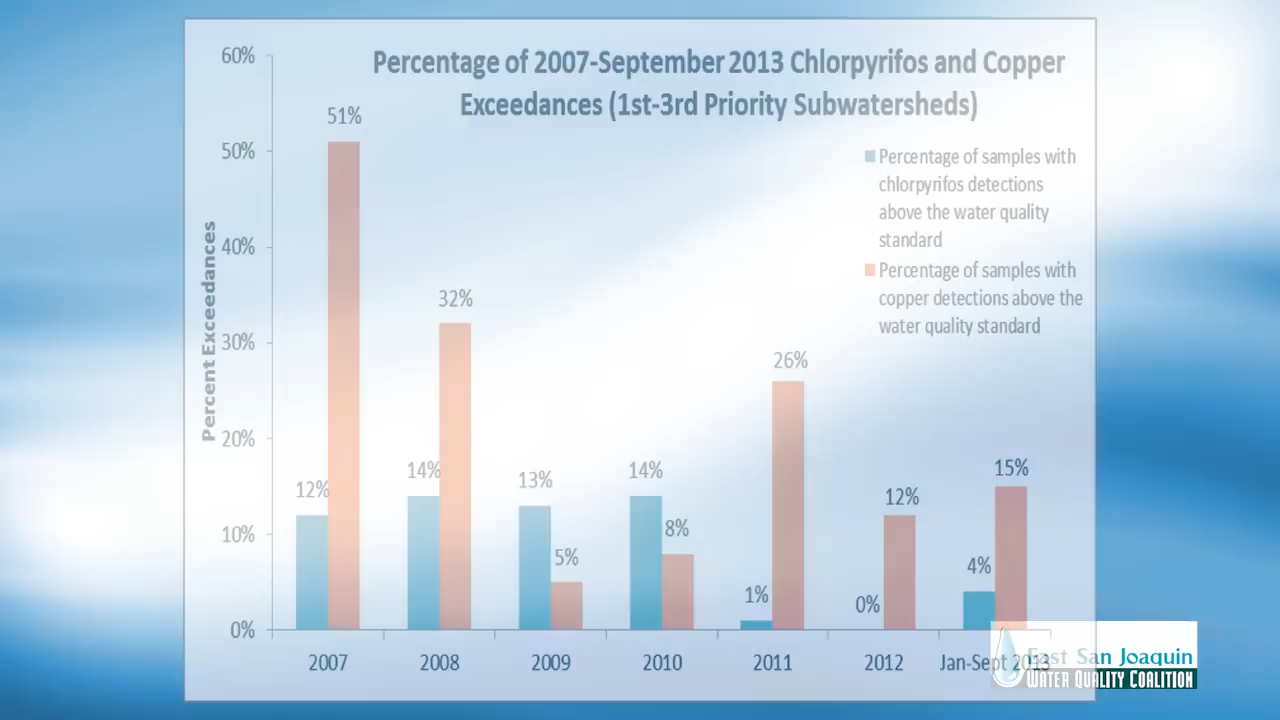 Percentage of 2007-September 2013 Chlorpyrifos and Copper
Exceedances (1st-3rd Priority Subwatersheds)
Percentage of samples with
chlorpyrifos detections
above the water quality
standard
Percentage of samples with
copper detections above the
water quality standard
Percent Exceedances
60%
50%
40%
30%
20%
10%
0%
12%
51%
14%
32%
13%
5%
14%
8%
1%
26%
0%
12%
4%
15%
2007
2008
2009
2010
2011
2012
Jan-Sept 2013
East San Joaquin
WATER QUALITY COALITION